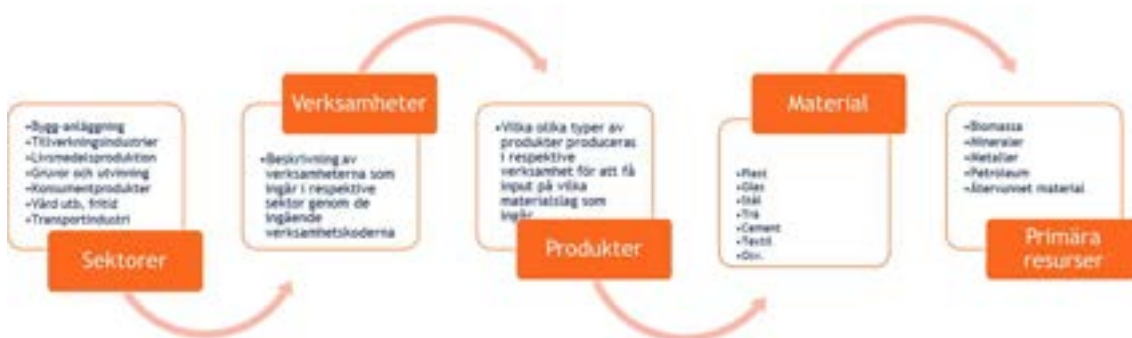 •Bygg-anläggning
•Tillverkningsindustrier
•Livsmedelsproduktion
•Gruvor och utvinning
•Konsumentprodukter
•Vård utb, fritid
•Transportindustri
Sektorer
Verksamheter
•Beskrivning av
verksamheterna som
ingår i respektive
sektor genom de
ingående
verksamhetskoderna
•Vilka olika typer av
produkter produceras
i respektive
verksamhet för att få
input på vilka
materialslag som
ingår
Produkter
Material
•Plast
•Glas
•Stål
•Trä
•Cement
•Textil
•Osv.
•Biomassa
•Mineraler
•Metaller
•Petroleum
•Återvunnet material
Primära
resurser